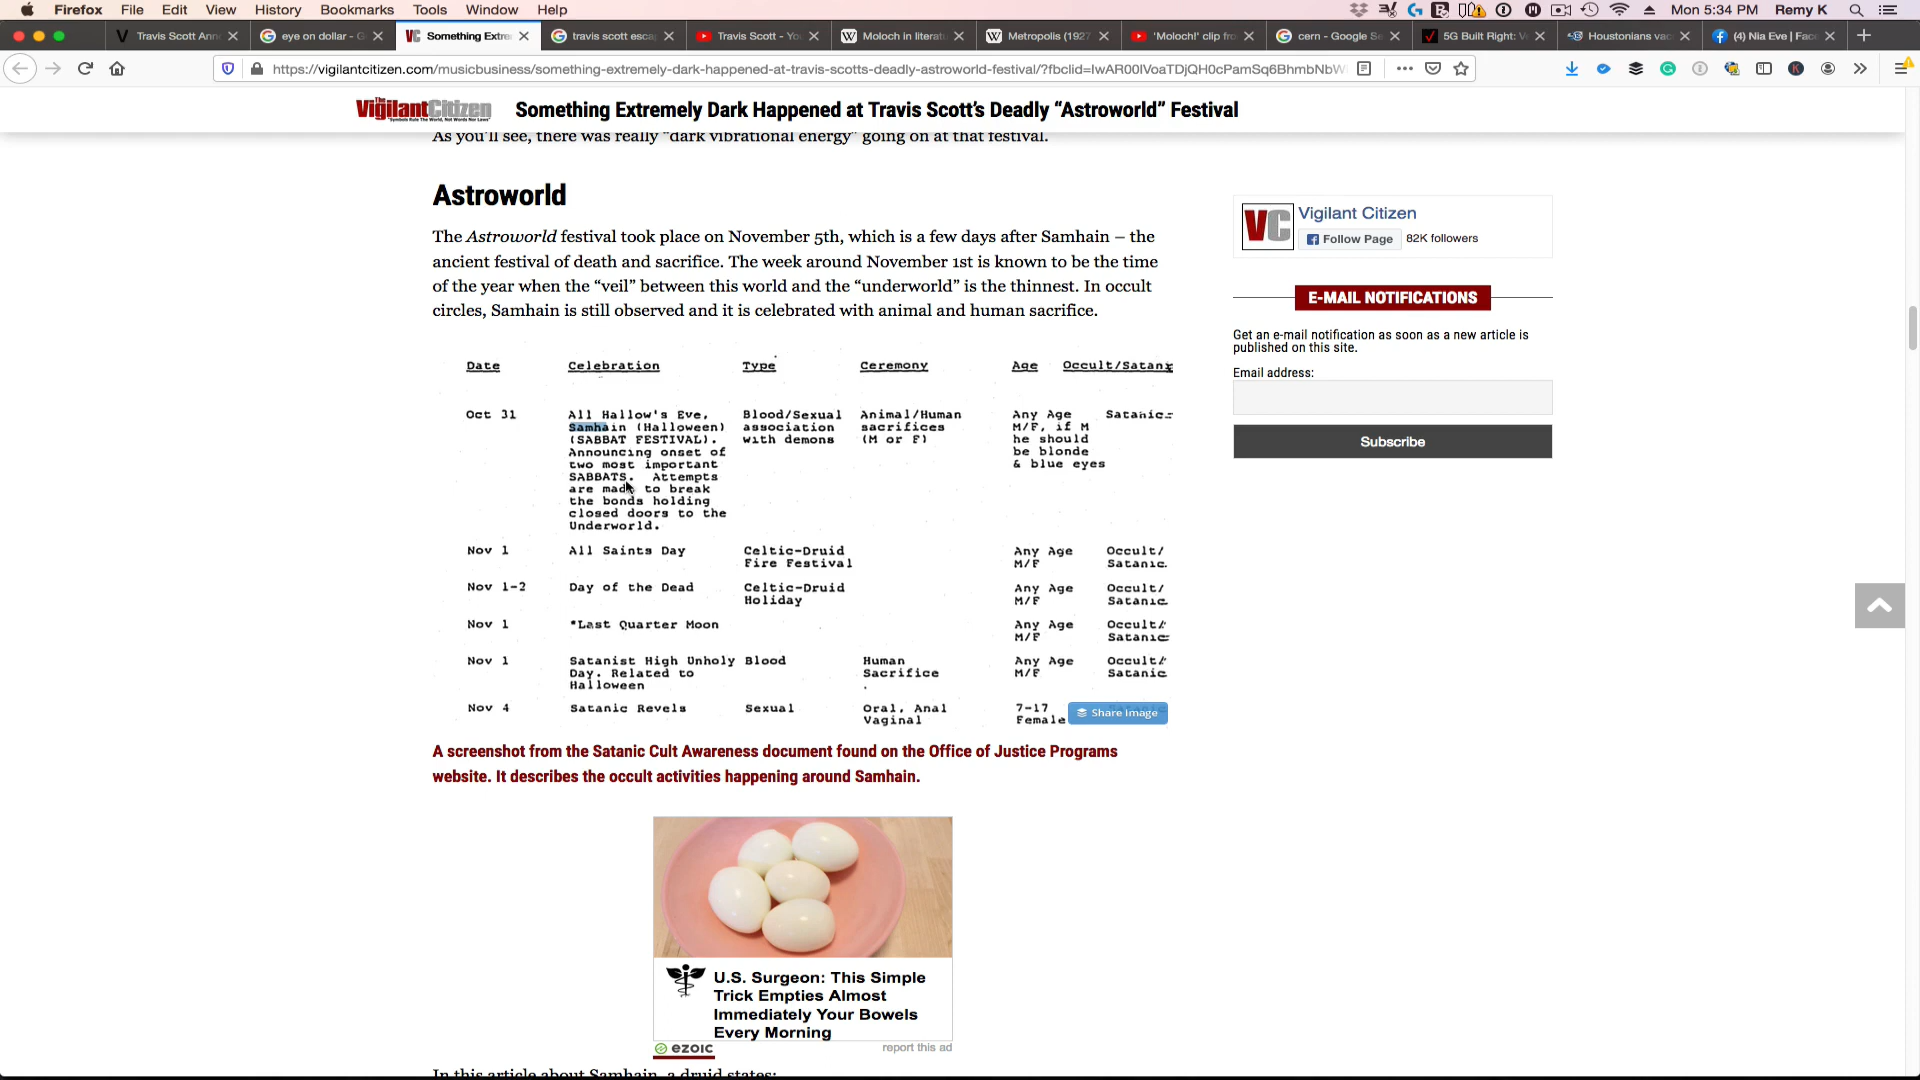 Firefox File Edit View History Bookmarks Tools Window Help Mon 5:34 PM Remy K
Travis Scott Ann
eye on dollar - G
VC Something Extre
travis scott esca
Travis Scott - Yo
W Moloch in literatu
W Metropolis (1927
'Moloch!' clip fro
cern - Google Se
5G Built Right: V
Houstonians vac
(4) Nia Eve | Fac
https://vigilantcitizen.com/musicbusiness/something-extremely-dark-happened-at-travis-scotts-deadly-astroworld-festival/?fbclid=IwAR00IVoaTDjQH0cPamSq6BhmbNbW
The Vigilant Citizen
"Symbols Rule The World, Not Words Nor Laws"
Something Extremely Dark Happened at Travis Scott's Deadly “Astroworld” Festival
As you'll see, there was really “dark vibrational energy” going on at that festival.
Astroworld
The Astroworld festival took place on November 5th, which is a few days after Samhain – the
ancient festival of death and sacrifice. The week around November 1st is known to be the time
of the year when the “veil” between this world and the “underworld” is the thinnest. In occult
circles, Samhain is still observed and it is celebrated with animal and human sacrifice.
Date Celebration Type Ceremony Age Occult/Satani
Oct 31 All Hallow's Eve, Blood/Sexual Animal/Human Any Age Satanic
Samhain (Halloween) association sacrifices M/F, if M
(SABBAT FESTIVAL). with demons (M or F) he should
Announcing onset of be blonde
two most important & blue eyes
SABBATS. Attempts
are made to break
the bonds holding
closed doors to the
Underworld.
Nov 1 All Saints Day Celtic-Druid Any Age Occult/
Fire Festival M/F Satanic
Nov 1-2 Day of the Dead Celtic-Druid Any Age Occult/
Holiday M/F Satanic
Nov 1 *Last Quarter Moon Any Age Occult/
M/F Satanic
Nov 1 Satanist High Unholy Blood Human Any Age Occult/
Day. Related to Sacrifice M/F Satanic
Halloween
Nov 4 Satanic Revels Sexual Oral, Anal 7-17
Vaginal Female
Share Image
A screenshot from the Satanic Cult Awareness document found on the Office of Justice Programs
website. It describes the occult activities happening around Samhain.
U.S. Surgeon: This Simple
Trick Empties Almost
Immediately Your Bowels
Every Morning
ezoic
report this ad
In this article about Samhain, a druid states:
VC
Vigilant Citizen
Follow Page 82K followers
E-MAIL NOTIFICATIONS
Get an e-mail notification as soon as a new article is
published on this site.
Email address:
Subscribe